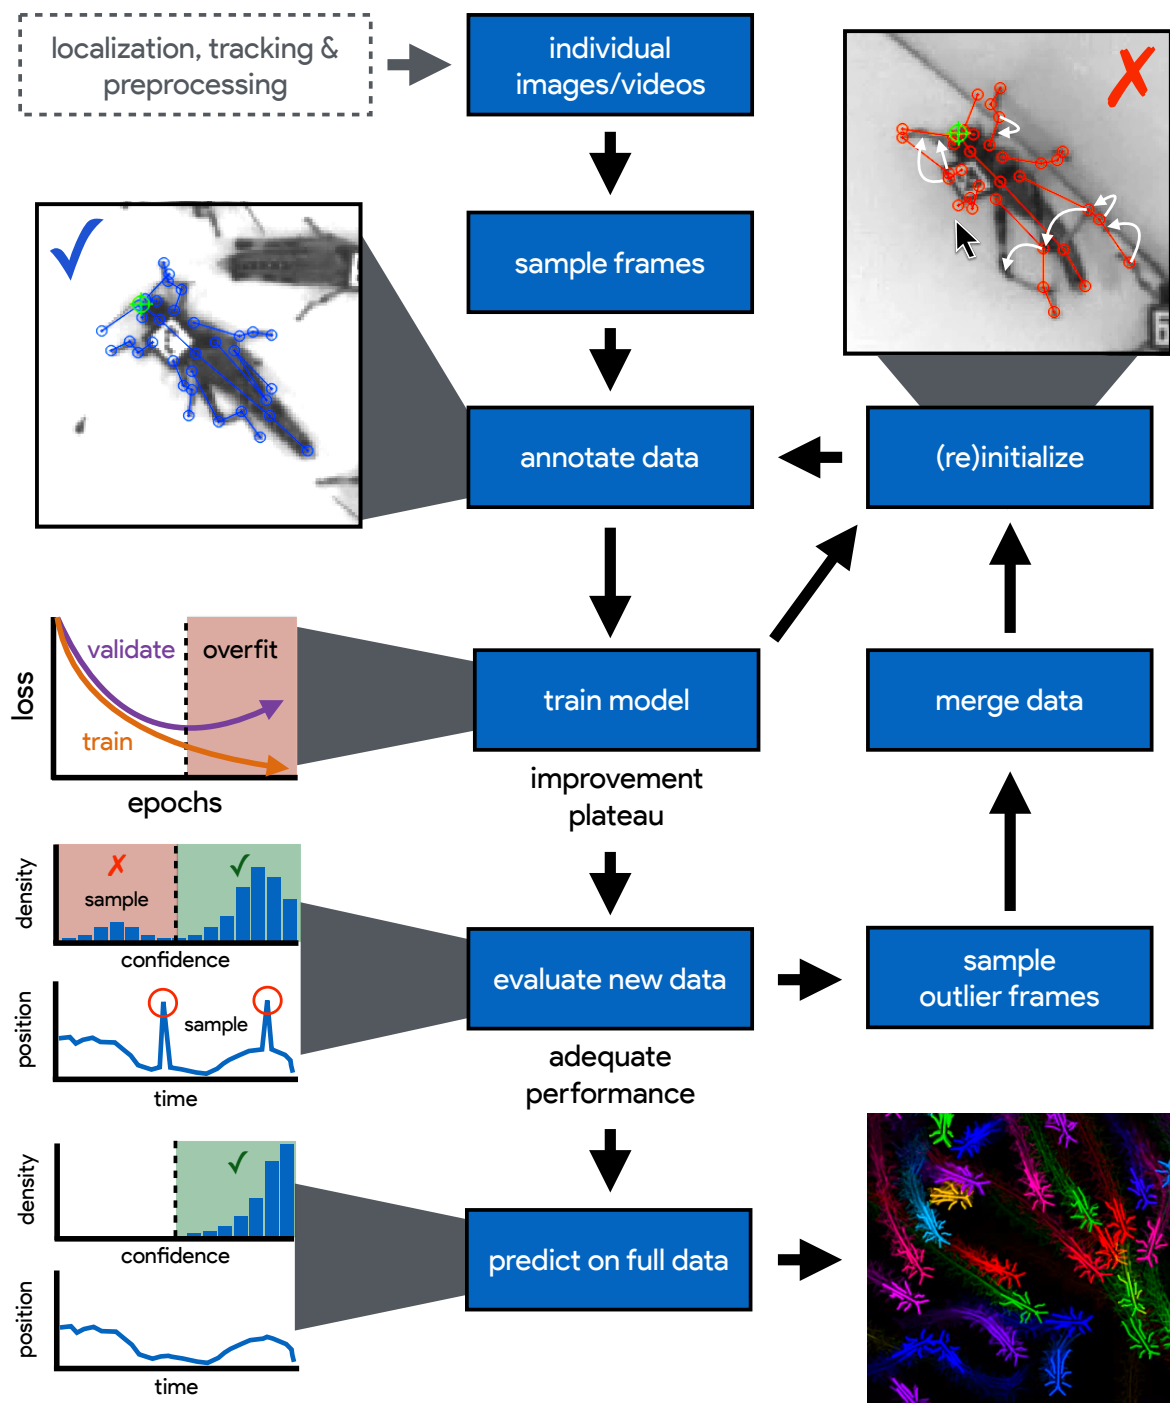 localization, tracking &
preprocessing
individual
images/videos
sample frames
annotate data
(re)initialize
6
validate
overfit
train
loss
epochs
train model
merge data
improvement
plateau
density
sample
confidence
position
sample
time
evaluate new data
sample
outlier frames
adequate
performance
density
confidence
position
time
predict on full data